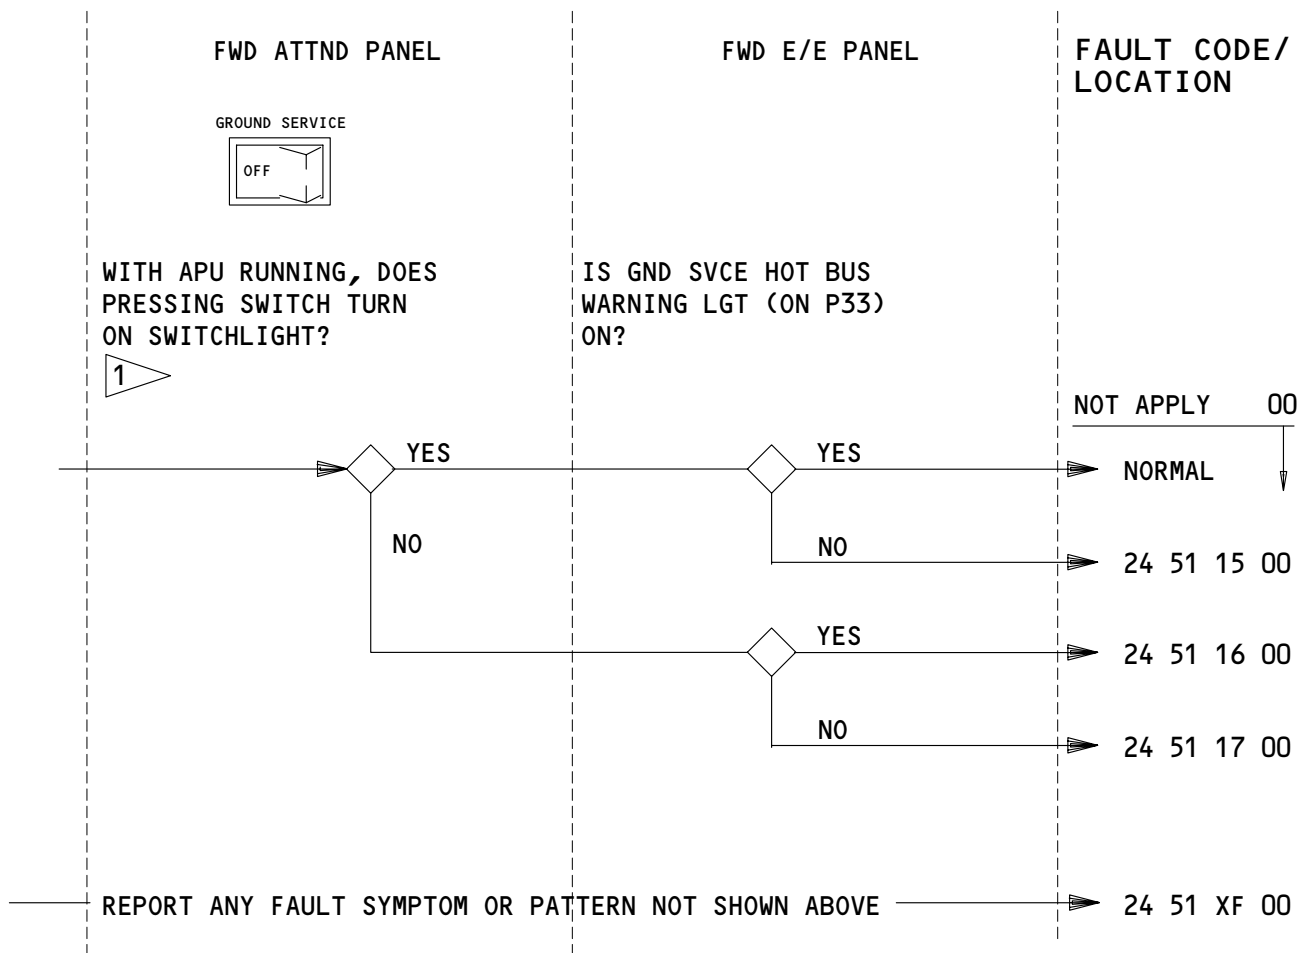 FWD ATTND PANEL
FWD E/E PANEL
FAULT CODE/
LOCATION
GROUND SERVICE
OFF
WITH APU RUNNING, DOES
PRESSING SWITCH TURN
ON SWITCHLIGHT?
1
IS GND SVCE HOT BUS
WARNING LGT (ON P33)
ON?
NOT APPLY 00
YES
YES
NORMAL
NO
NO
24 51 15 00
YES
24 51 16 00
NO
24 51 17 00
REPORT ANY FAULT SYMPTOM OR PATTERN NOT SHOWN ABOVE
24 51 XF 00